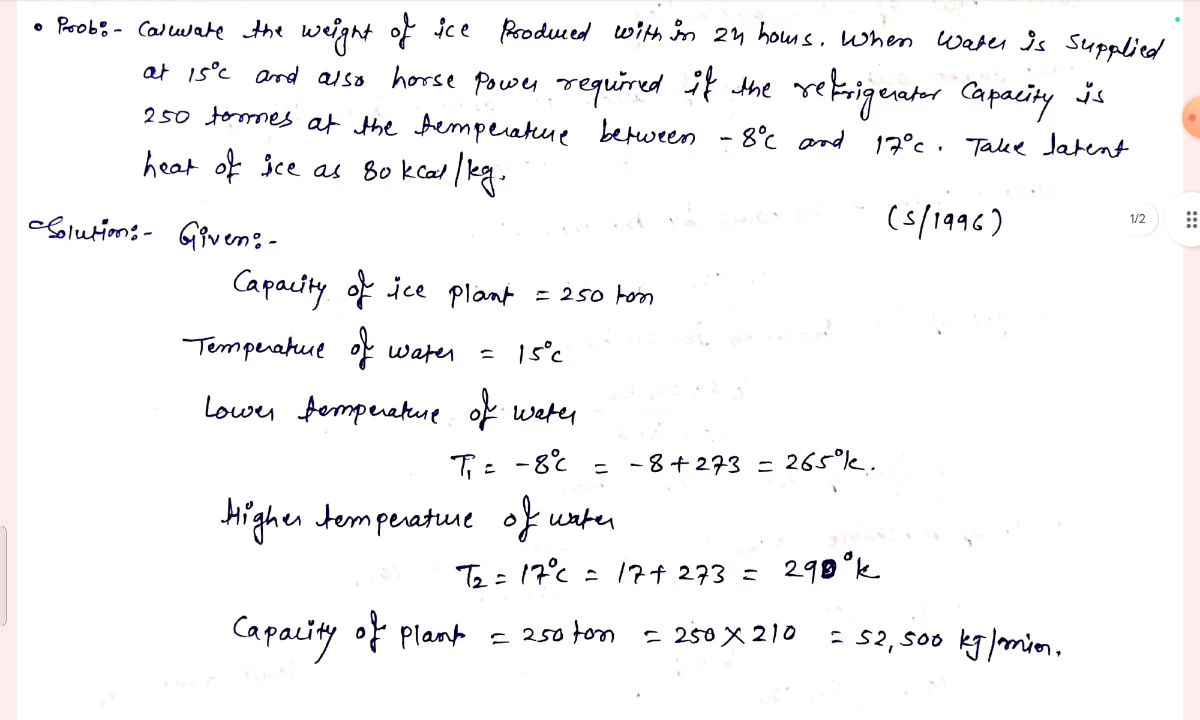 • Prob:- Calculate the weight of ice Produced with in 24 hours. When Water is Supplied
at 15°c and also horse Power required if the refrigerator Capacity is
250 tonnes at the temperature between -8°c and 17°c. Take latent
heat of ice as 80 kcal/kg.
(S/1996)
1/2
Solution:- Given:-
Capacity of ice plant = 250 ton
Temperature of water = 15°c
Lower temperature of water
T₁ = -8°c = -8+273 = 265°k.
Higher temperature of water
T₂ = 17°c = 17+273 = 290°k
Capacity of plant = 250 ton = 250 X 210 = 52,500 kJ/min.